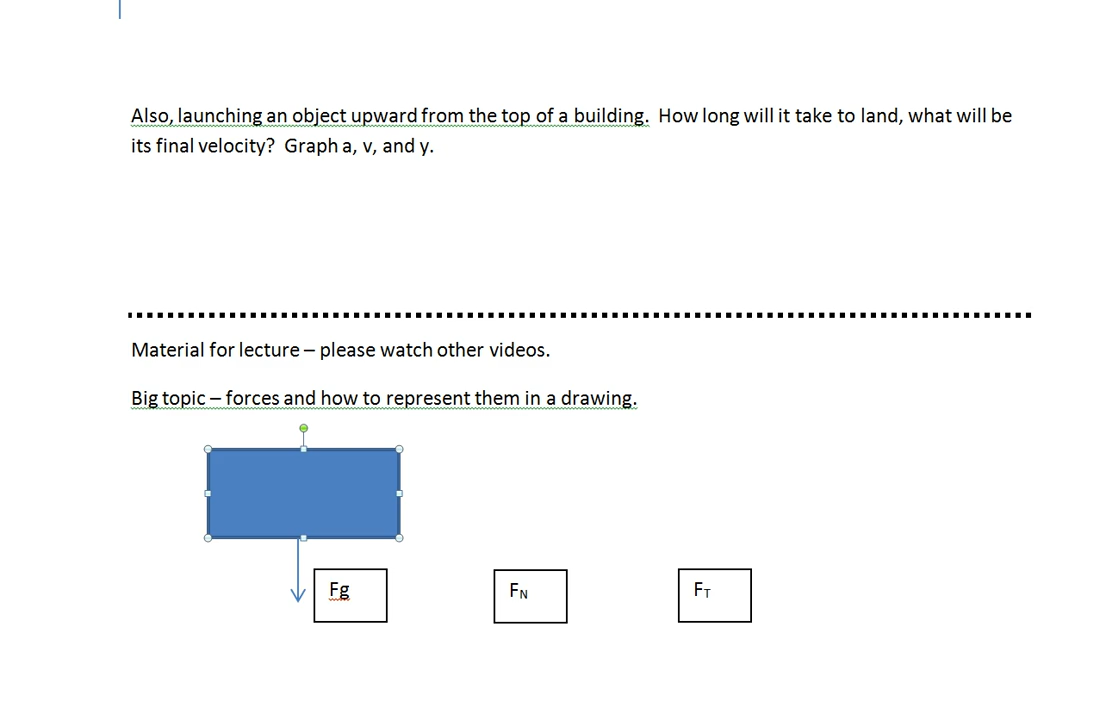 Also, launching an object upward from the top of a building.  How long will it take to land, what will be
its final velocity?  Graph a, v, and y.
Material for lecture – please watch other videos.
Big topic – forces and how to represent them in a drawing.
Fg
FN
FT